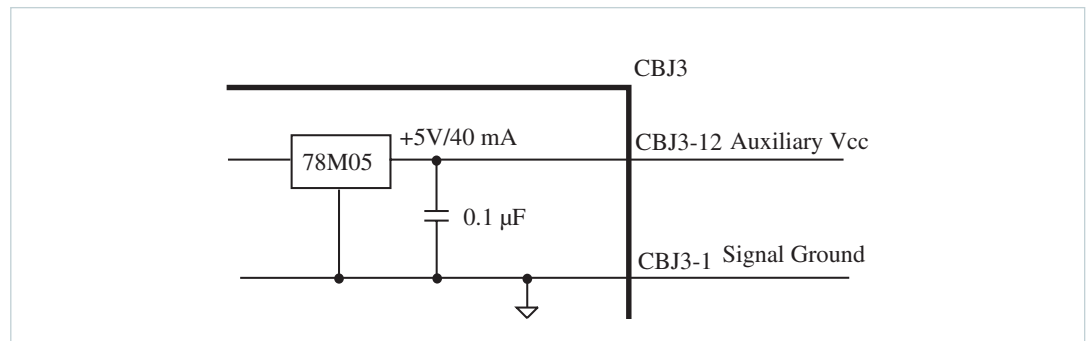 CBJ3
+5V/40 mA
CBJ3-12 Auxiliary Vcc
78M05
0.1 µF
CBJ3-1 Signal Ground